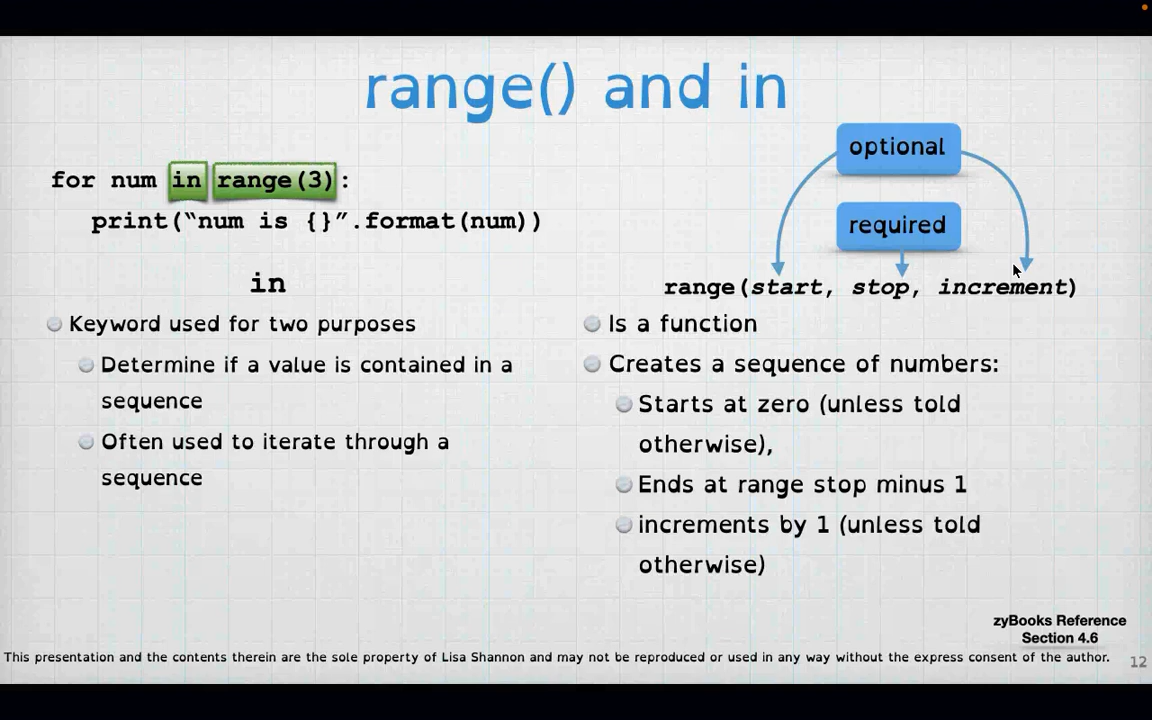 range() and in
optional
for num in range(3):
required
print(“num is {}”.format(num))
in
range(start, stop, increment)
Keyword used for two purposes
Determine if a value is contained in a
sequence
Often used to iterate through a
sequence
Is a function
Creates a sequence of numbers:
Starts at zero (unless told
otherwise),
Ends at range stop minus 1
increments by 1 (unless told
otherwise)
zyBooks Reference
Section 4.6
This presentation and the contents therein are the sole property of Lisa Shannon and may not be reproduced or used in any way without the express consent of the author.
12